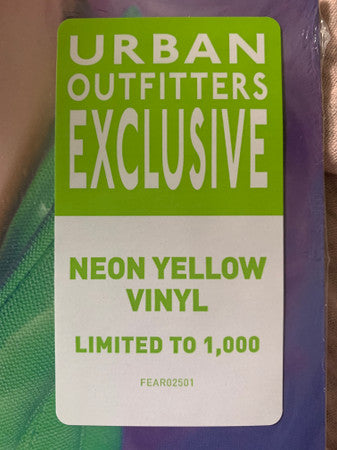 URBAN
OUTFITTERS
EXCLUSIVE
NEON YELLOW
VINYL
LIMITED TO 1,000
FEAR02501